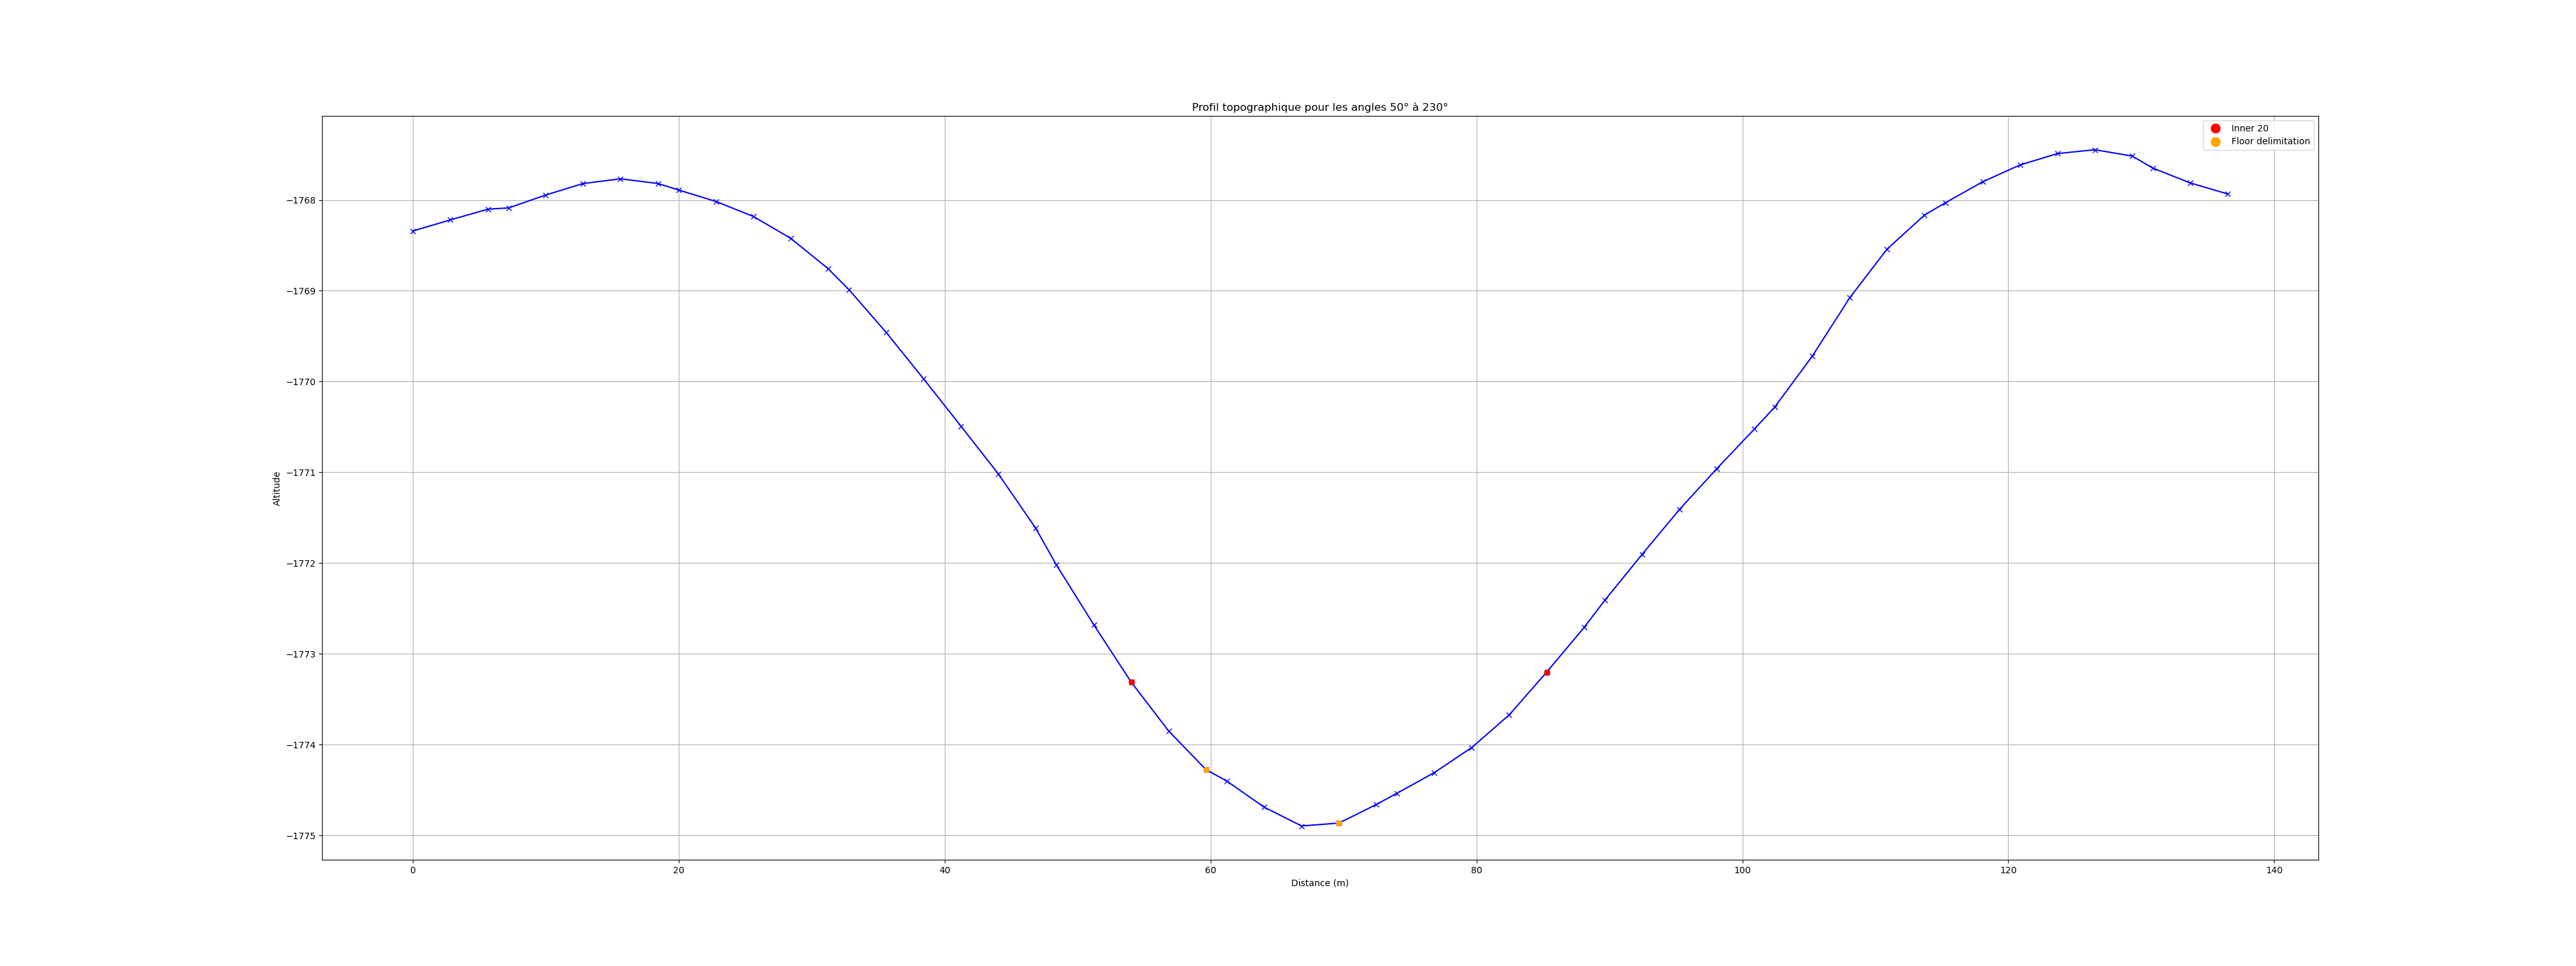 Profil topographique pour les angles 50° à 230°
Inner 20
Floor delimitation
Altitude
−1768
−1769
−1770
−1771
−1772
−1773
−1774
−1775
0 20 40 60 80 100 120 140
Distance (m)